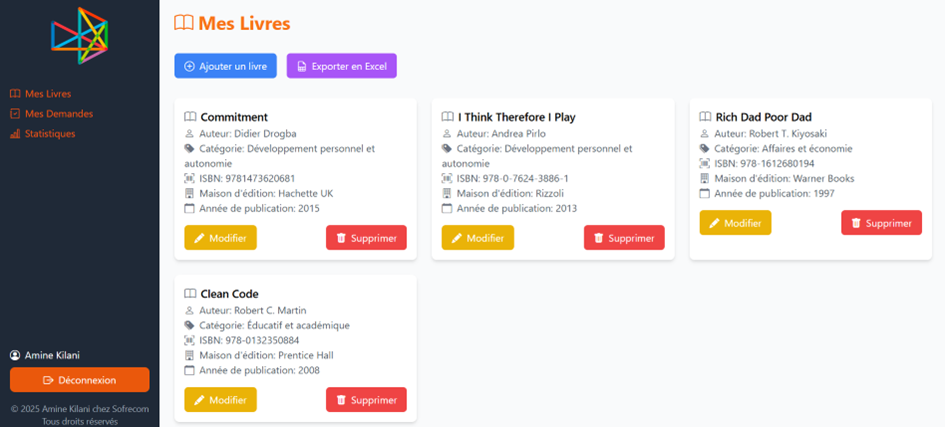 Mes Livres
Mes Demandes
Statistiques
Amine Kilani
Déconnexion
© 2025 Amine Kilani chez Sofrecom
Tous droits réservés
Mes Livres
Ajouter un livre
Exporter en Excel
Commitment
Auteur: Didier Drogba
Catégorie: Développement personnel et
autonomie
ISBN: 9781473620681
Maison d'édition: Hachette UK
Année de publication: 2015
Modifier
Supprimer
I Think Therefore I Play
Auteur: Andrea Pirlo
Catégorie: Développement personnel et
autonomie
ISBN: 978-0-7624-3886-1
Maison d'édition: Rizzoli
Année de publication: 2013
Modifier
Supprimer
Rich Dad Poor Dad
Auteur: Robert T. Kiyosaki
Catégorie: Affaires et économie
ISBN: 978-1612680194
Maison d'édition: Warner Books
Année de publication: 1997
Modifier
Supprimer
Clean Code
Auteur: Robert C. Martin
Catégorie: Éducatif et académique
ISBN: 978-0132350884
Maison d'édition: Prentice Hall
Année de publication: 2008
Modifier
Supprimer